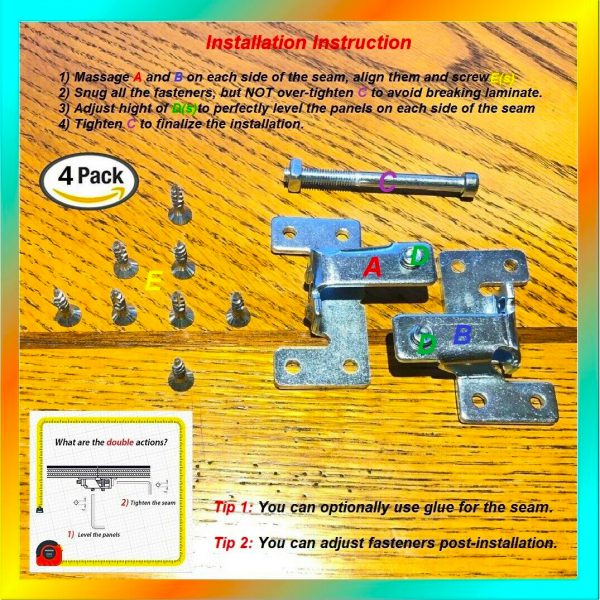 Installation Instruction
1) Massage A and B on each side of the seam, align them and screw E(s)
2) Snug all the fasteners, but NOT over-tighten C to avoid breaking laminate.
3) Adjust hight of D(s)to perfectly level the panels on each side of the seam
4) Tighten C to finalize the installation.
4 Pack
C
D
A
E
B
D
What are the double actions?
2) Tighten the seam
1) Level the panels
Tip 1: You can optionally use glue for the seam.
Tip 2: You can adjust fasteners post-installation.